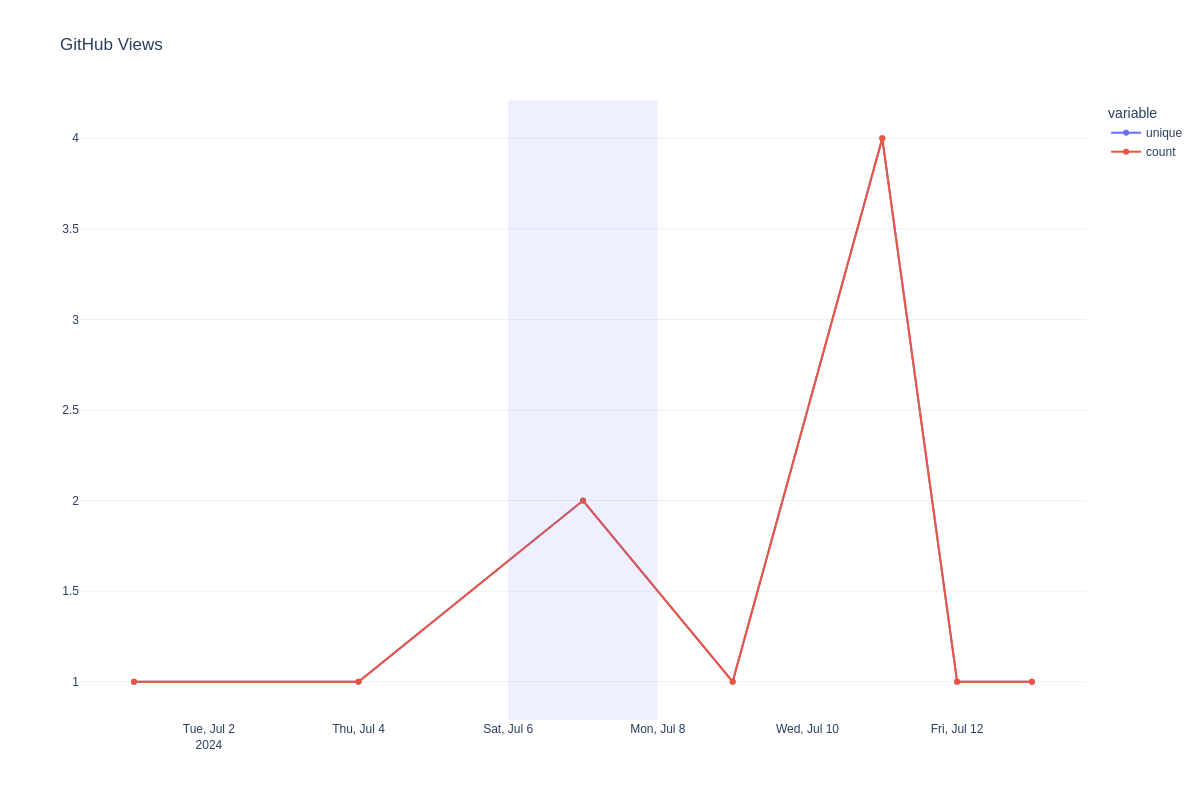 GitHub Views
variable
unique
count
4
3.5
3
2.5
2
1.5
1
Tue, Jul 2
2024
Thu, Jul 4
Sat, Jul 6
Mon, Jul 8
Wed, Jul 10
Fri, Jul 12